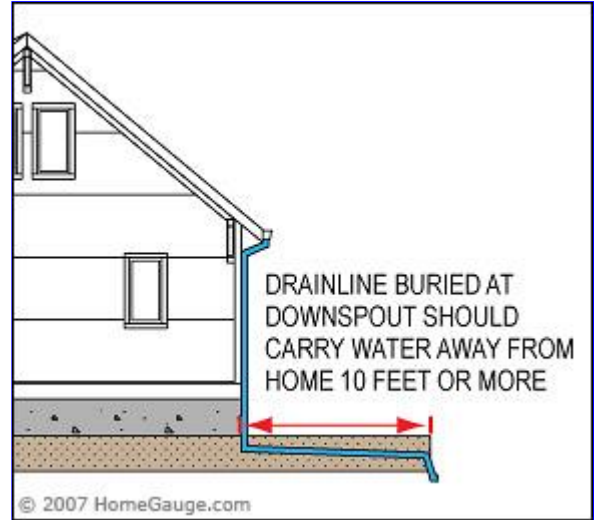 DRAINLINE BURIED AT
DOWNSPOUT SHOULD
CARRY WATER AWAY FROM
HOME 10 FEET OR MORE
© 2007 HomeGauge.com